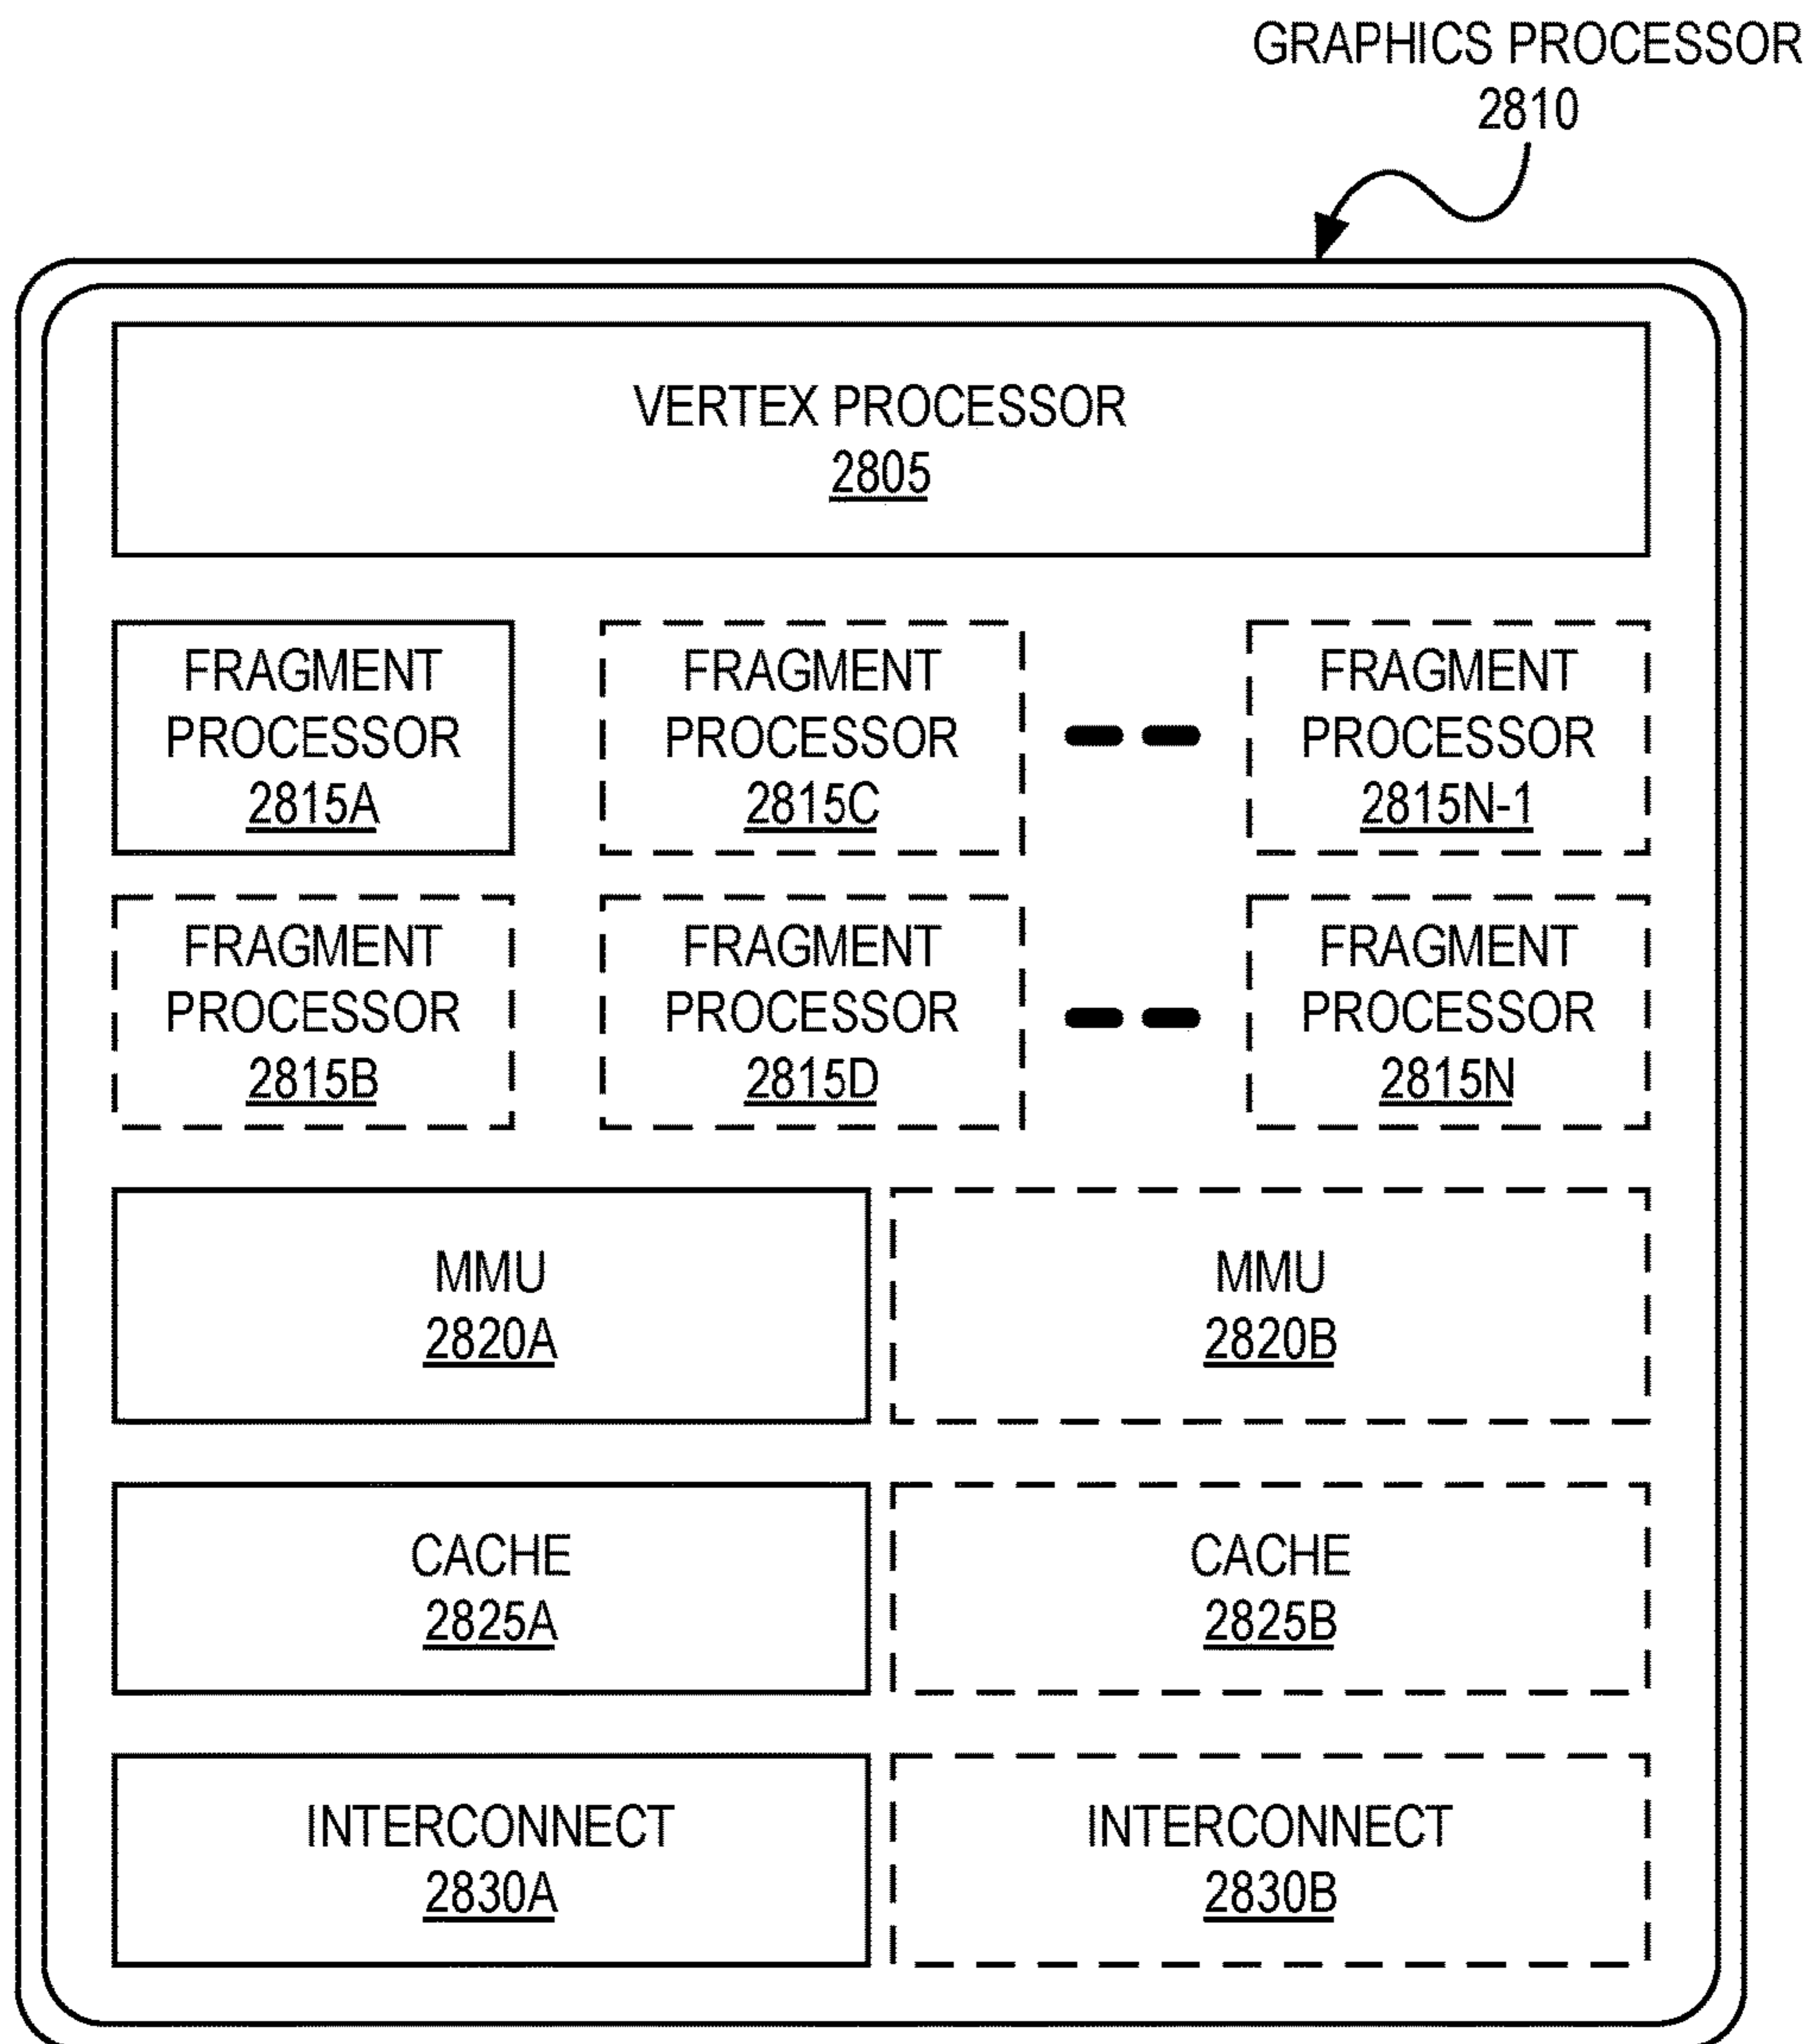 GRAPHICS PROCESSOR
2810
VERTEX PROCESSOR
2805
FRAGMENT
PROCESSOR
2815A
FRAGMENT
PROCESSOR
2815C
FRAGMENT
PROCESSOR
2815N-1
FRAGMENT
PROCESSOR
2815B
FRAGMENT
PROCESSOR
2815D
FRAGMENT
PROCESSOR
2815N
MMU
2820A
MMU
2820B
CACHE
2825A
CACHE
2825B
INTERCONNECT
2830A
INTERCONNECT
2830B